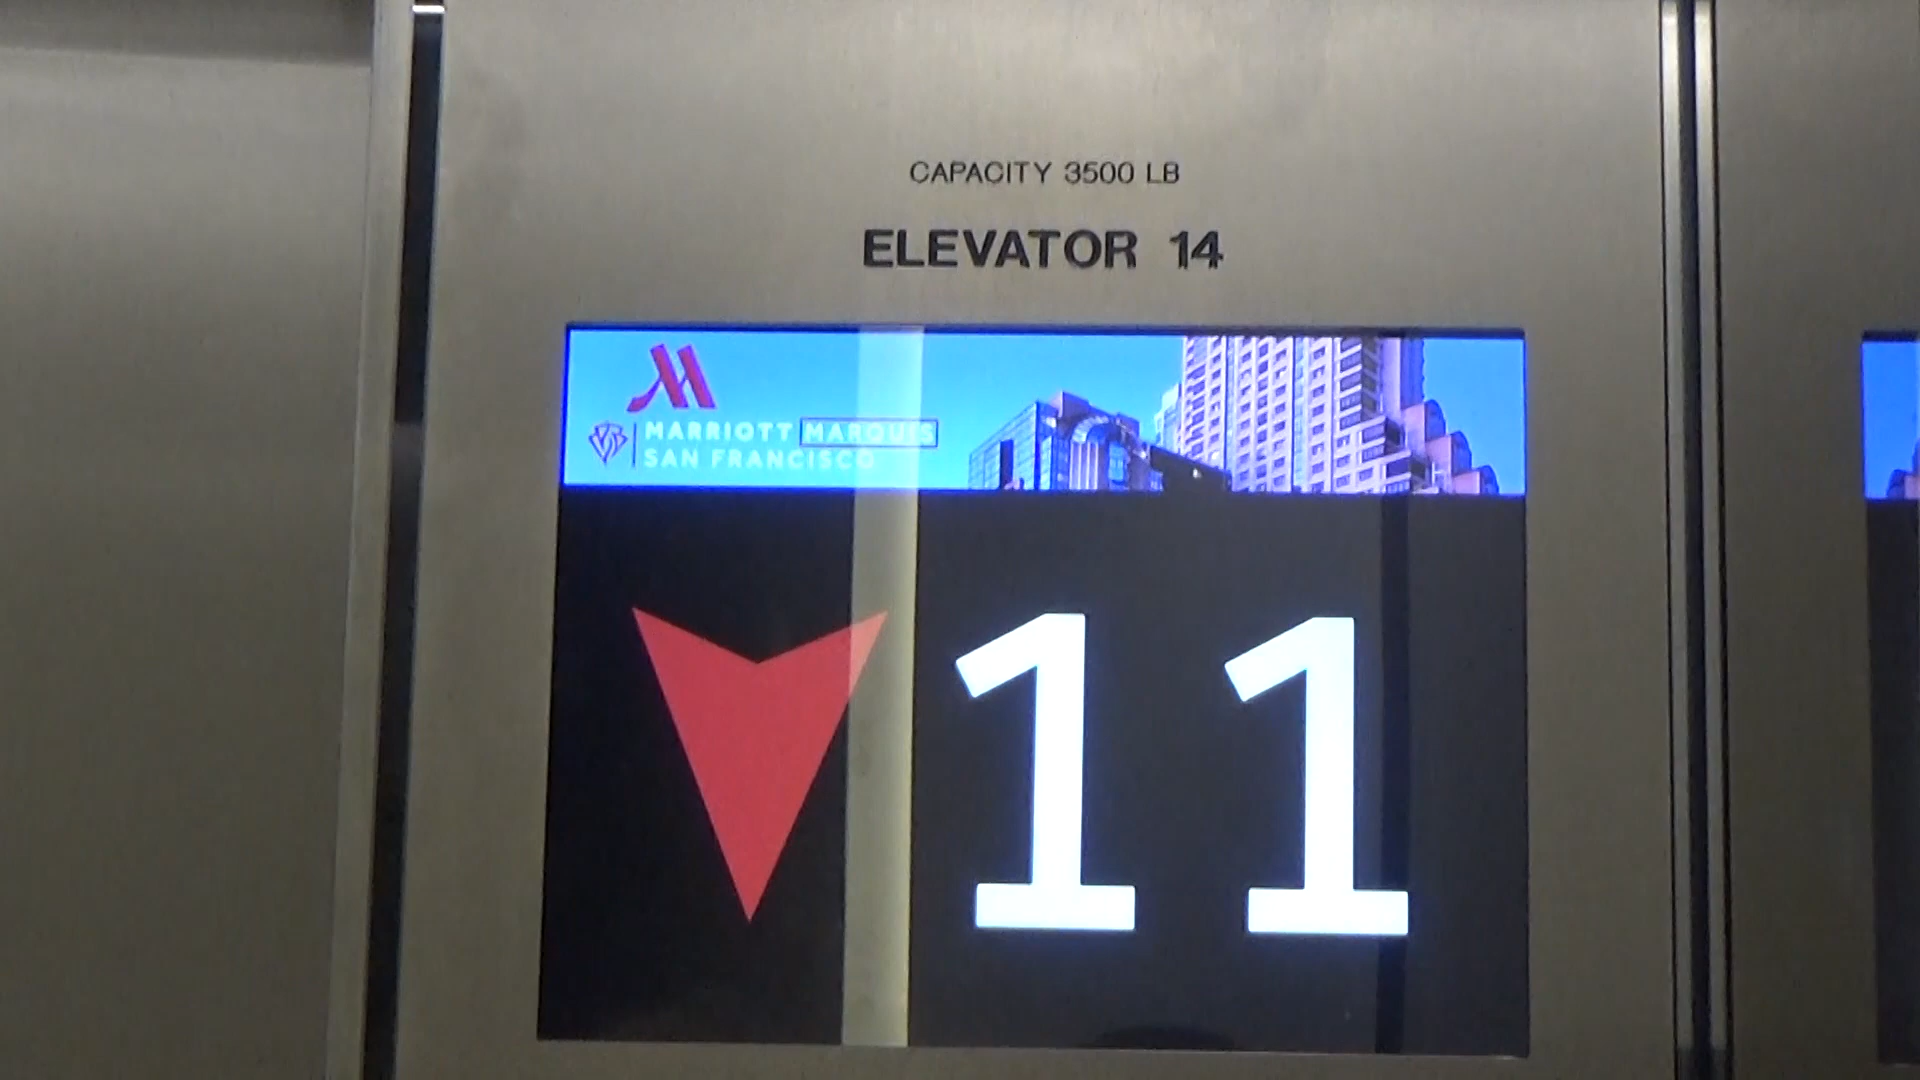 CAPACITY 3500 LB
ELEVATOR 14
MARRIOTT MARQUIS
SAN FRANCISCO
11